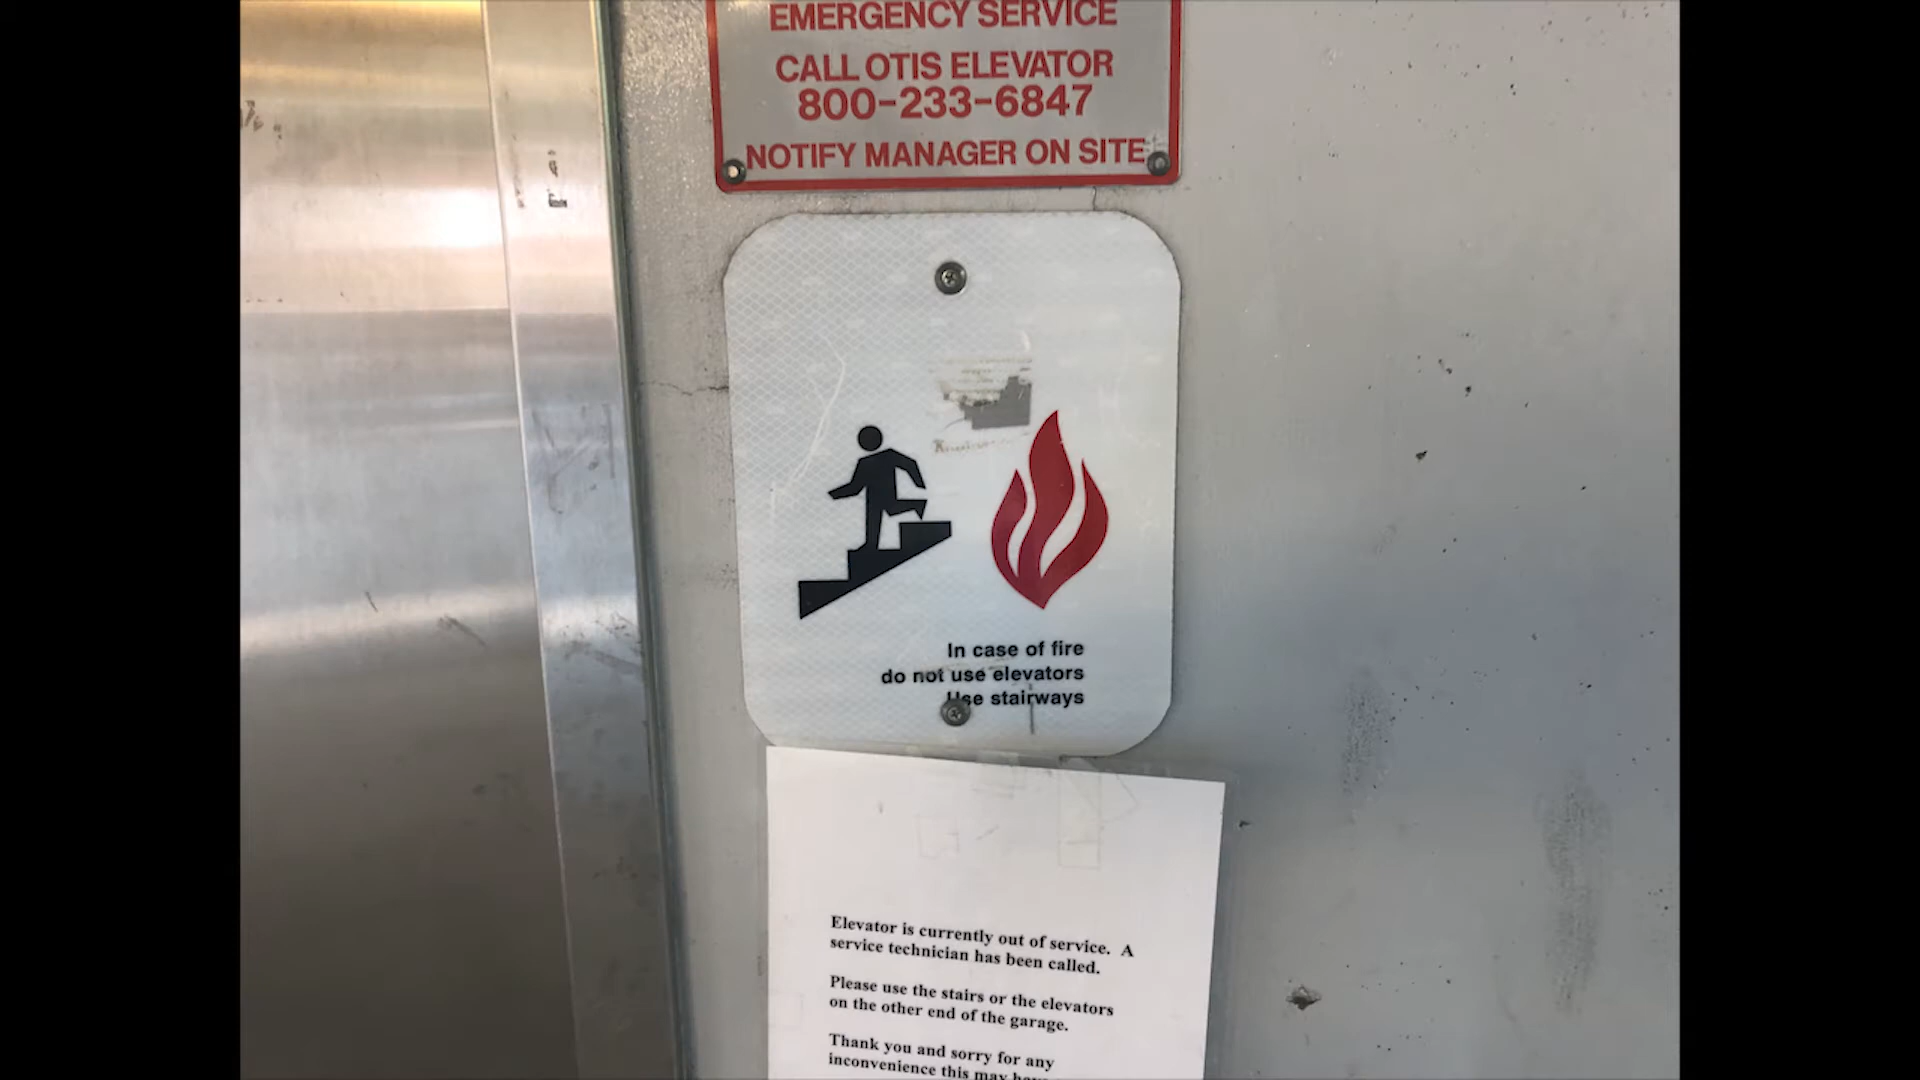 EMERGENCY SERVICE
CALL OTIS ELEVATOR
800-233-6847
NOTIFY MANAGER ON SITE
In case of fire
do not use elevators
Use stairways
Elevator is currently out of service. A
service technician has been called.
Please use the stairs or the elevators
on the other end of the garage.
Thank you and sorry for any
inconvenience this may